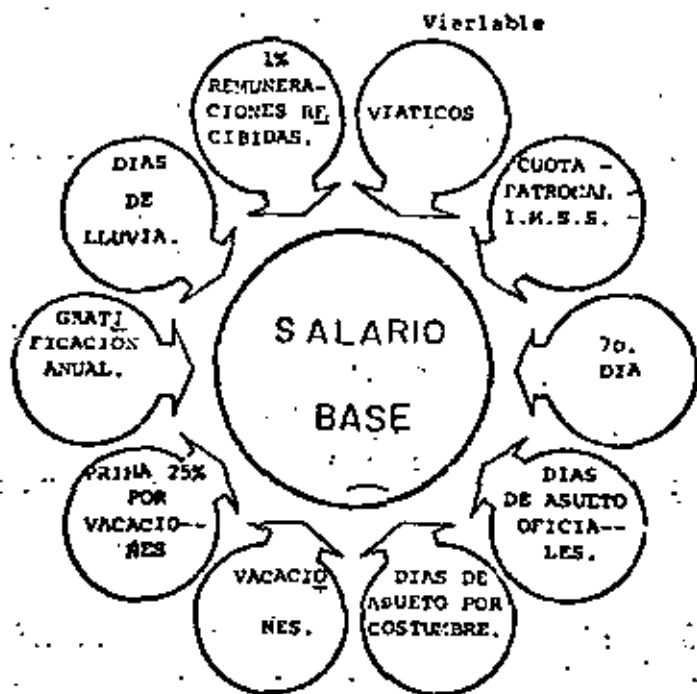 Vierlable
1%
REMUNERA-
CIONES RE
CIBIDAS.
VIATICOS
CUOTA -
PATROCAL -
I.M.S.S.
7o.
DIA
DIAS
DE ASUETO
OFICIA--
LES.
DIAS DE
ASUETO POR
COSTUMBRE.
VACACIO
NES.
PRIMA 25%
POR
VACACIO--
NES
GRATI
FICACION
ANUAL.
DIAS
DE
LLUVIA.
SALARIO
BASE